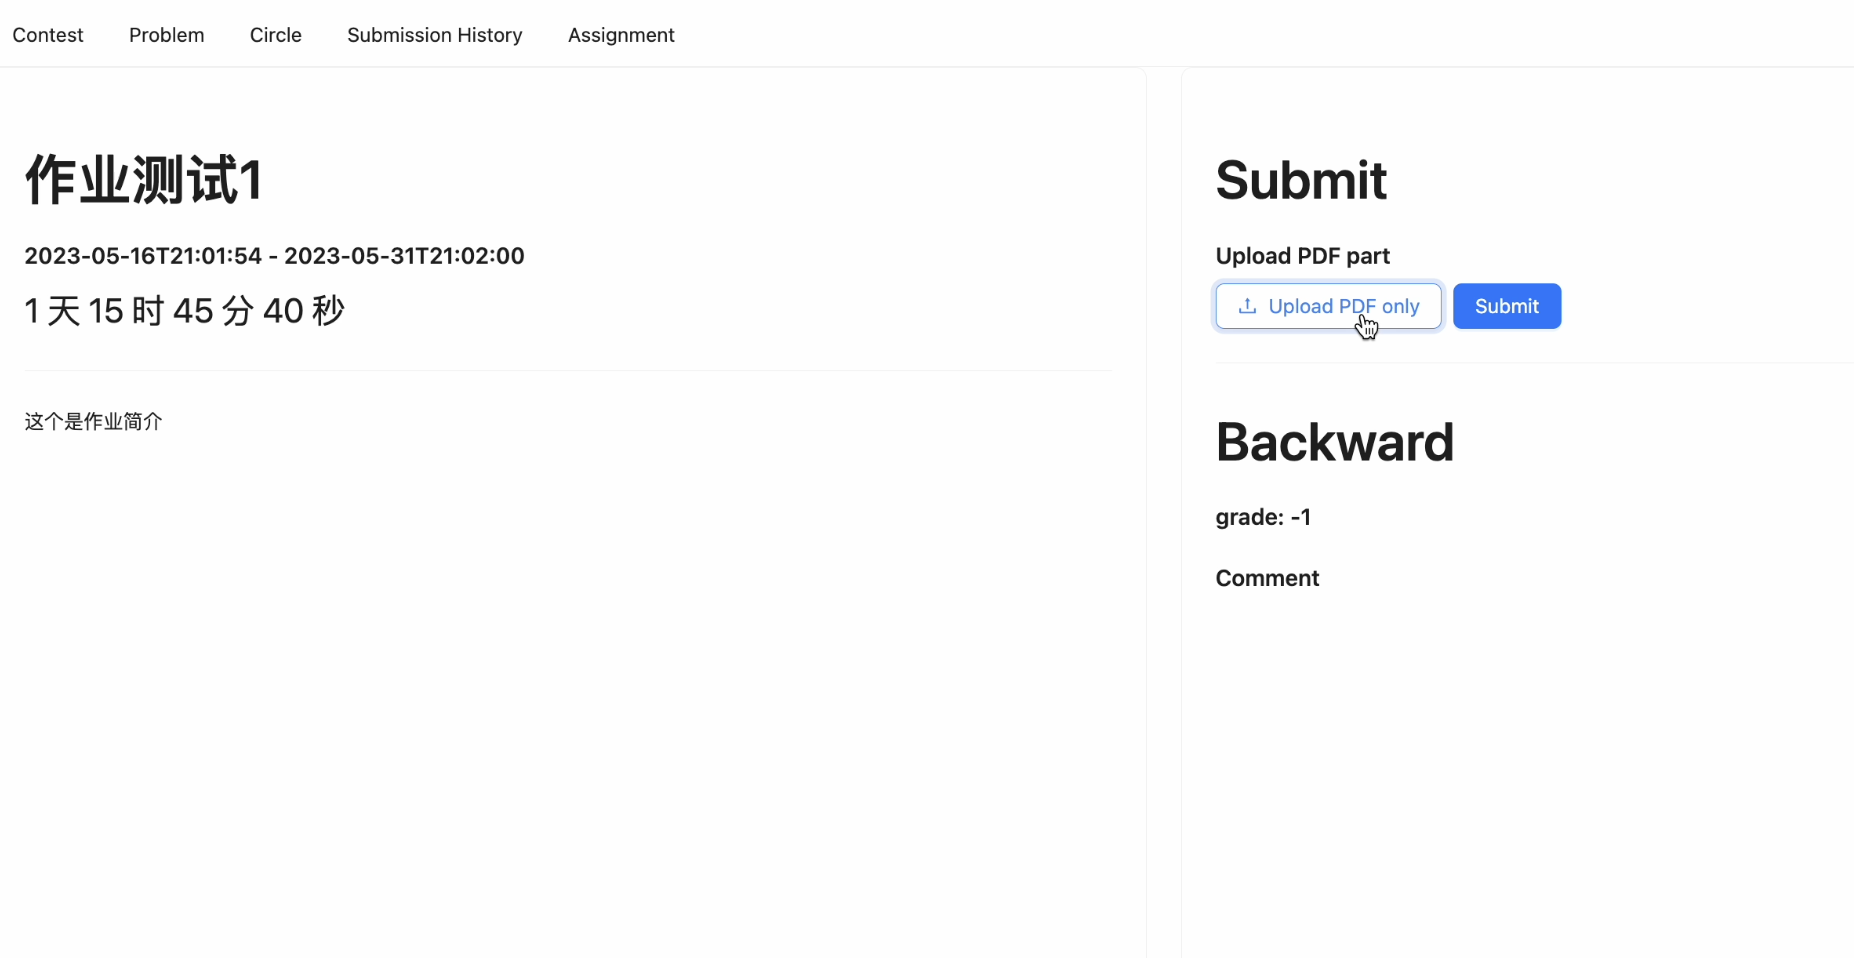 Contest Problem Circle Submission History Assignment
作业测试1
2023-05-16T21:01:54 - 2023-05-31T21:02:00
1 天 15 时 45 分 40 秒
这个是作业简介
Submit
Upload PDF part
Upload PDF only Submit
Backward
grade: -1
Comment